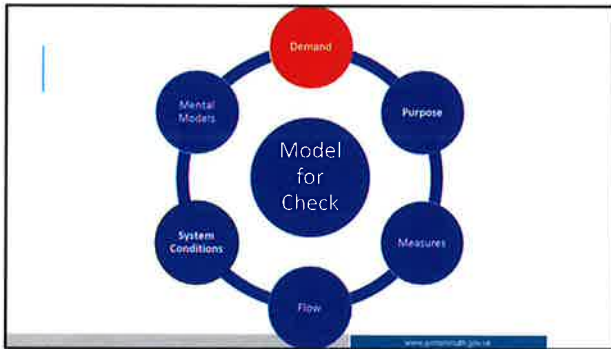 Demand
Mental
Models
Purpose
Model
for
Check
System
Conditions
Measures
Flow
www.portsmouth.gov.uk